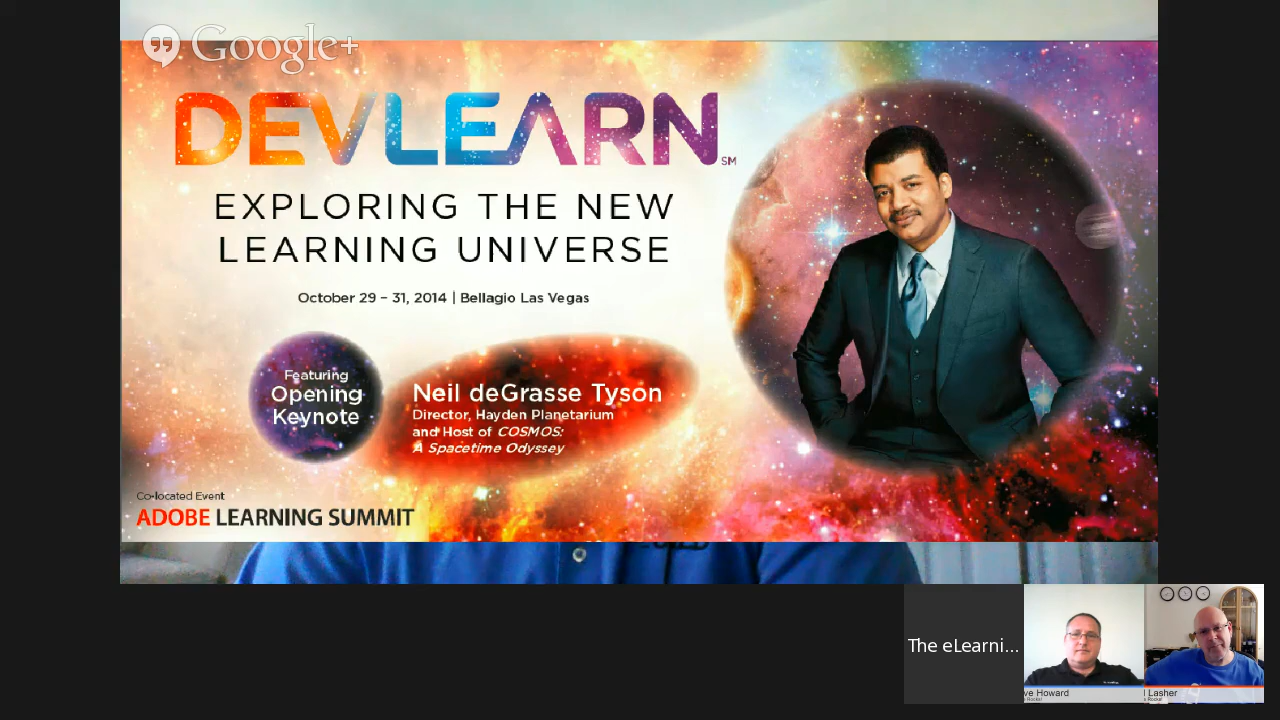 Google+
DEVLEARN SM
EXPLORING THE NEW
LEARNING UNIVERSE
October 29 – 31, 2014 | Bellagio Las Vegas
Featuring
Opening
Keynote
Neil deGrasse Tyson
Director, Hayden Planetarium
and Host of COSMOS:
A Spacetime Odyssey
Co-located Event
ADOBE LEARNING SUMMIT
The eLearni...
ve Howard
Lasher